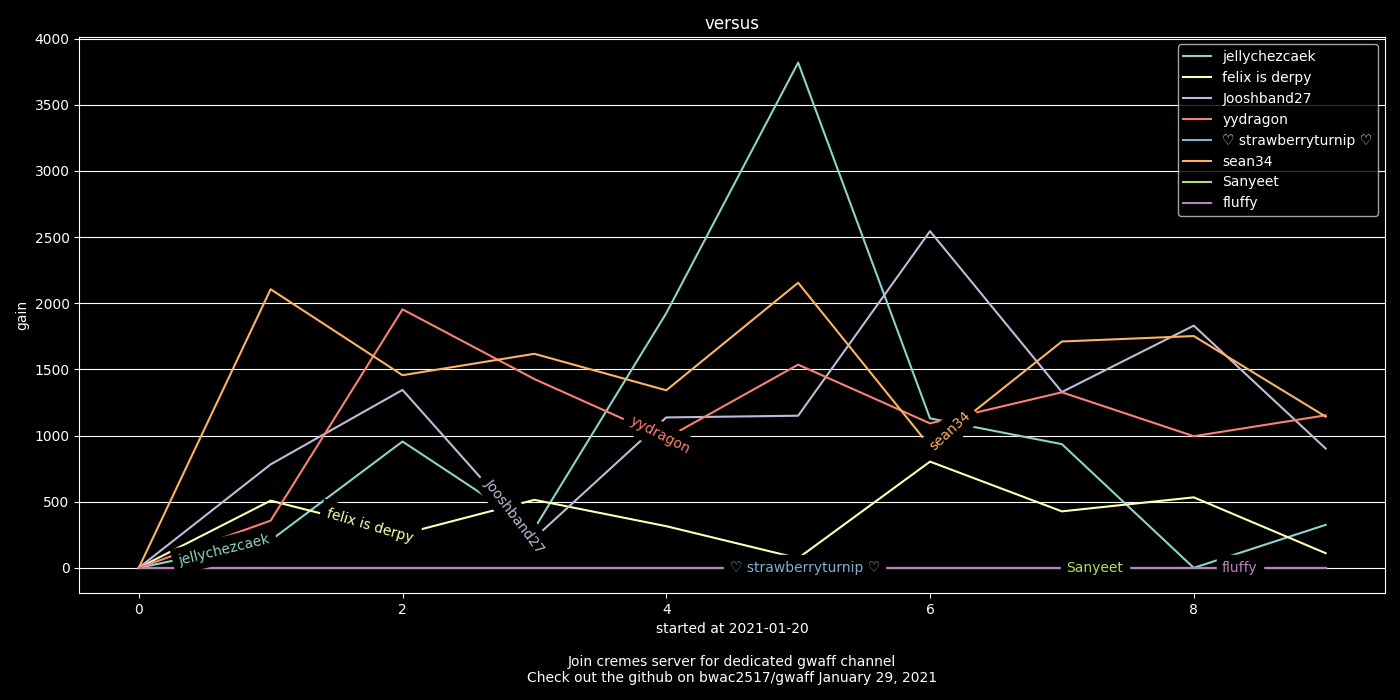 versus
4000
3500
3000
2500
2000
1500
1000
500
0
gain
jellychezcaek
felix is derpy
Jooshband27
yydragon
♡ strawberryturnip ♡
sean34
Sanyeet
fluffy
jellychezcaek
felix is derpy
Jooshband27
yydragon
♡ strawberryturnip ♡
sean34
Sanyeet
fluffy
0 2 4 6 8
started at 2021-01-20
Join cremes server for dedicated gwaff channel
Check out the github on bwac2517/gwaff January 29, 2021